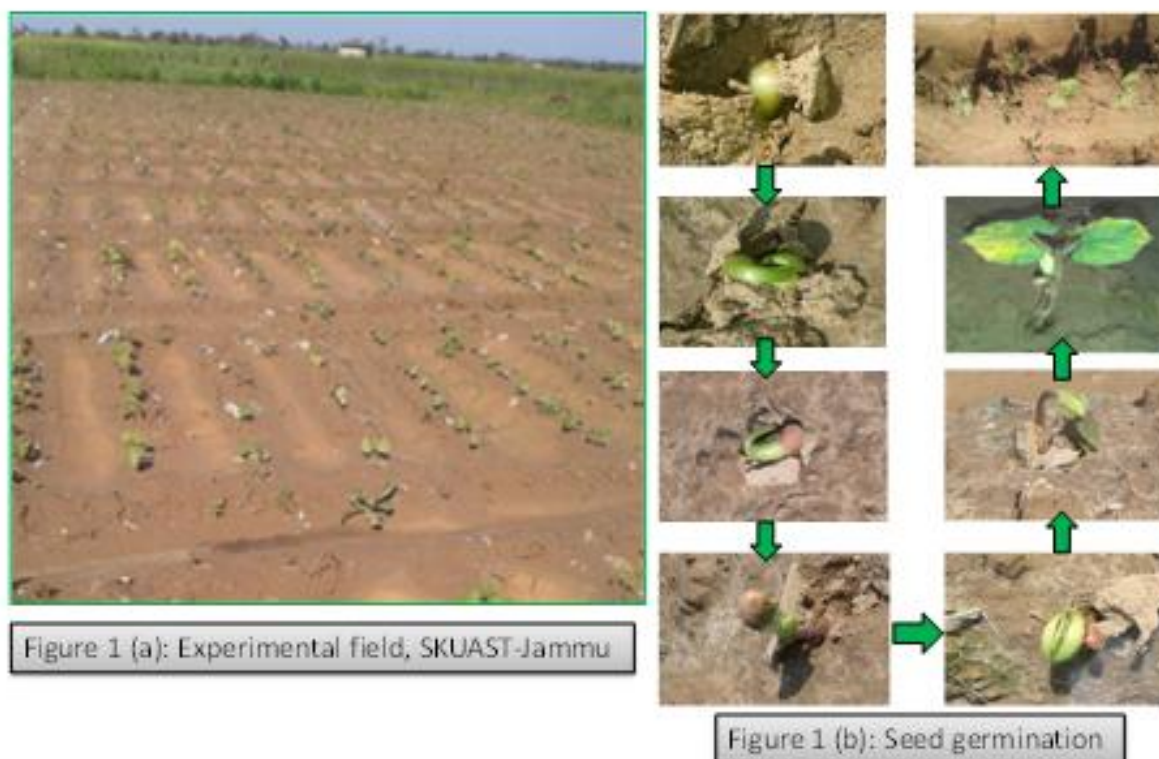 Figure 1 (a): Experimental field, SKUAST-Jammu
Figure 1 (b): Seed germination